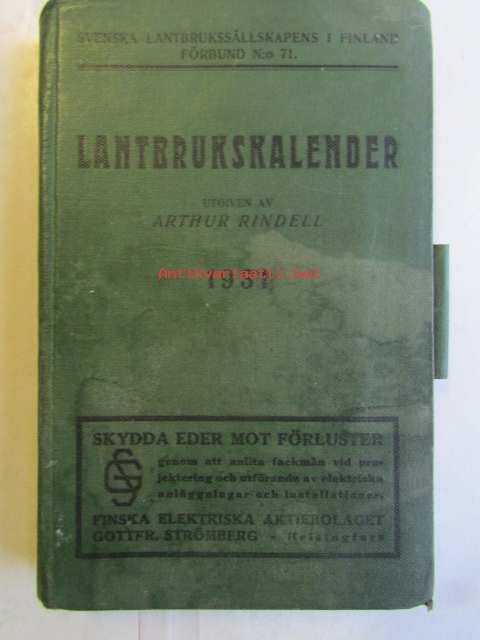 SVENSKA LANTBRUKSSÄLLSKAPENS I FINLAND
FÖRBUND N:o 71.
LANTBRUKSKALENDER
UTGIVEN AV
ARTHUR RINDELL
Antikvariaatti.net
1931
SKYDDA EDER MOT FÖRLUSTER
genom att anlita fackmän vid pro-
jektering och utförande av elektriska
anläggningar och installationer.
FINSKA ELEKTRISKA AKTIEBOLAGET
GOTTFR. STRÖMBERG - Helsingfors